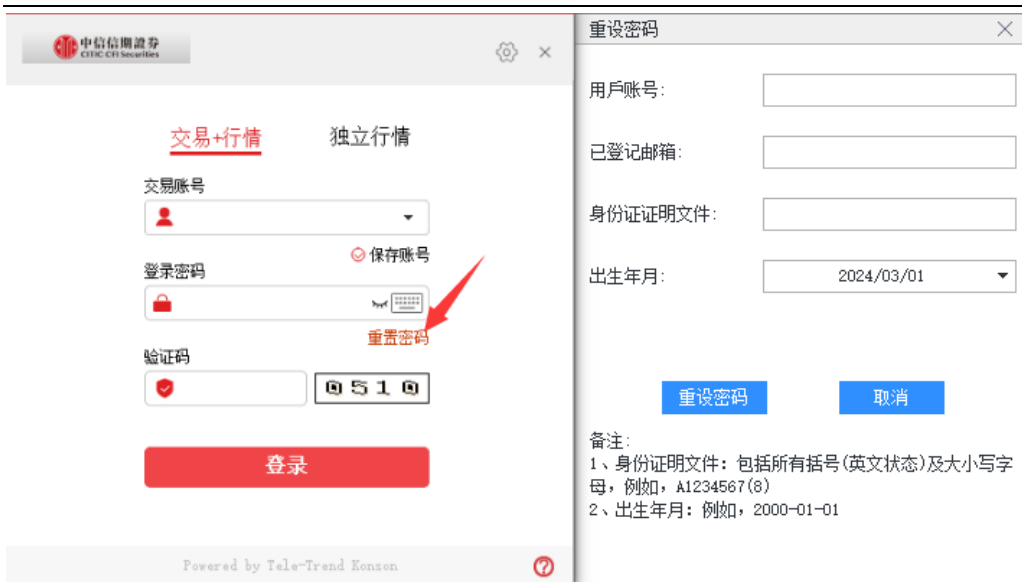 中信信期證券
CITIC CFI Securities
交易+行情
独立行情
交易账号
保存账号
登录密码
重置密码
验证码
0510
登录
Powered by Tele-Trend Konson
重设密码
用戶账号:
已登记邮箱:
身份证证明文件:
出生年月:
2024/03/01
重设密码
取消
备注:
1、身份证明文件: 包括所有括号(英文状态)及大小写字
母, 例如, A1234567(8)
2、出生年月: 例如, 2000-01-01